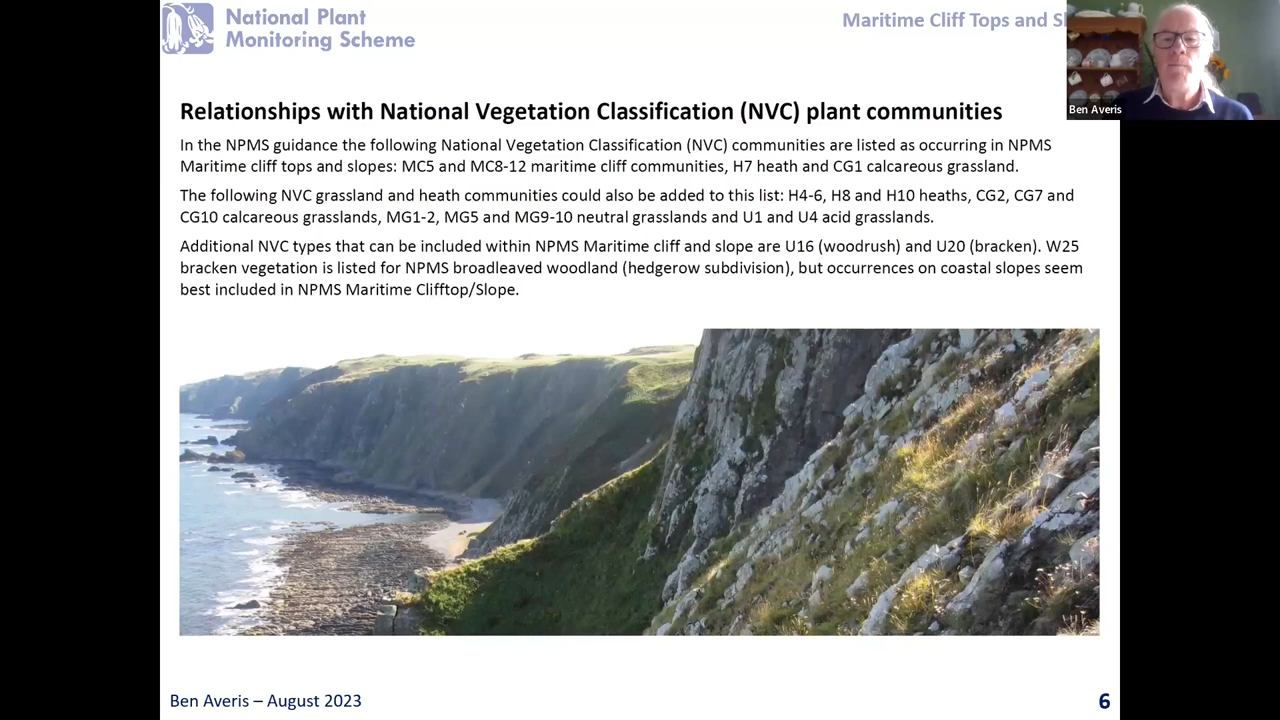 National Plant
Monitoring Scheme
Maritime Cliff Tops and
Ben Averis
Relationships with National Vegetation Classification (NVC) plant communities
In the NPMS guidance the following National Vegetation Classification (NVC) communities are listed as occurring in NPMS
Maritime cliff tops and slopes: MC5 and MC8-12 maritime cliff communities, H7 heath and CG1 calcareous grassland.
The following NVC grassland and heath communities could also be added to this list: H4-6, H8 and H10 heaths, CG2, CG7 and
CG10 calcareous grasslands, MG1-2, MG5 and MG9-10 neutral grasslands and U1 and U4 acid grasslands.
Additional NVC types that can be included within NPMS Maritime cliff and slope are U16 (woodrush) and U20 (bracken). W25
bracken vegetation is listed for NPMS broadleaved woodland (hedgerow subdivision), but occurrences on coastal slopes seem
best included in NPMS Maritime Clifftop/Slope.
Ben Averis – August 2023
6